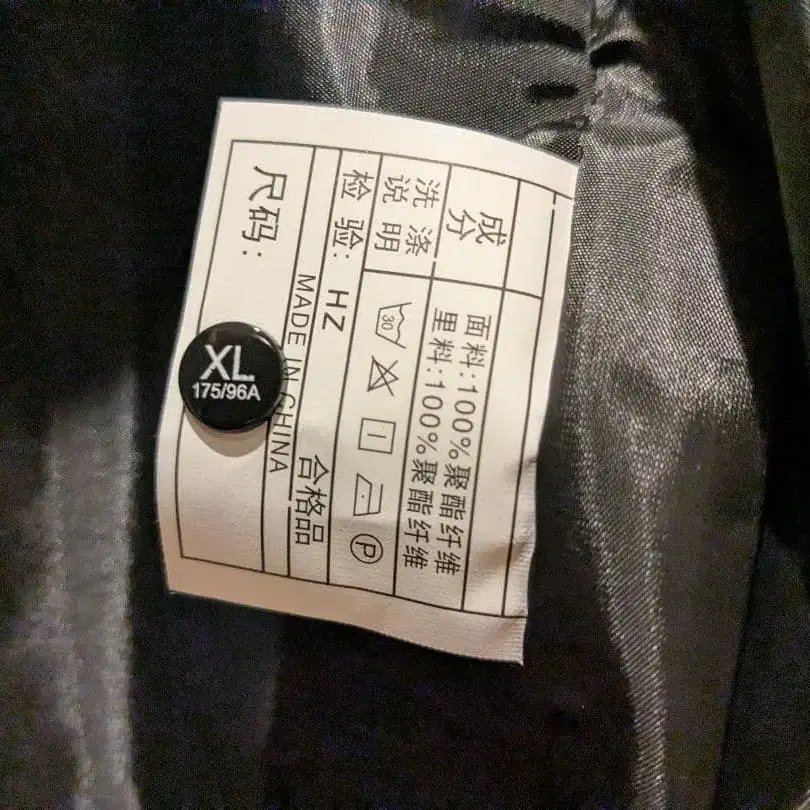 成分
面料:100%聚酯纤维
里料:100%聚酯纤维
洗涤
说明
30
P
检验: HZ
合格品
MADE IN CHINA
尺码:
XL
175/96A